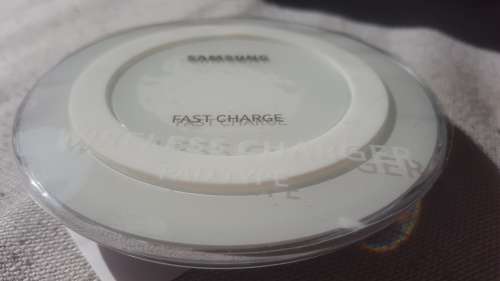 SAMSUNG
FAST CHARGE
WIRELESS CHARGER